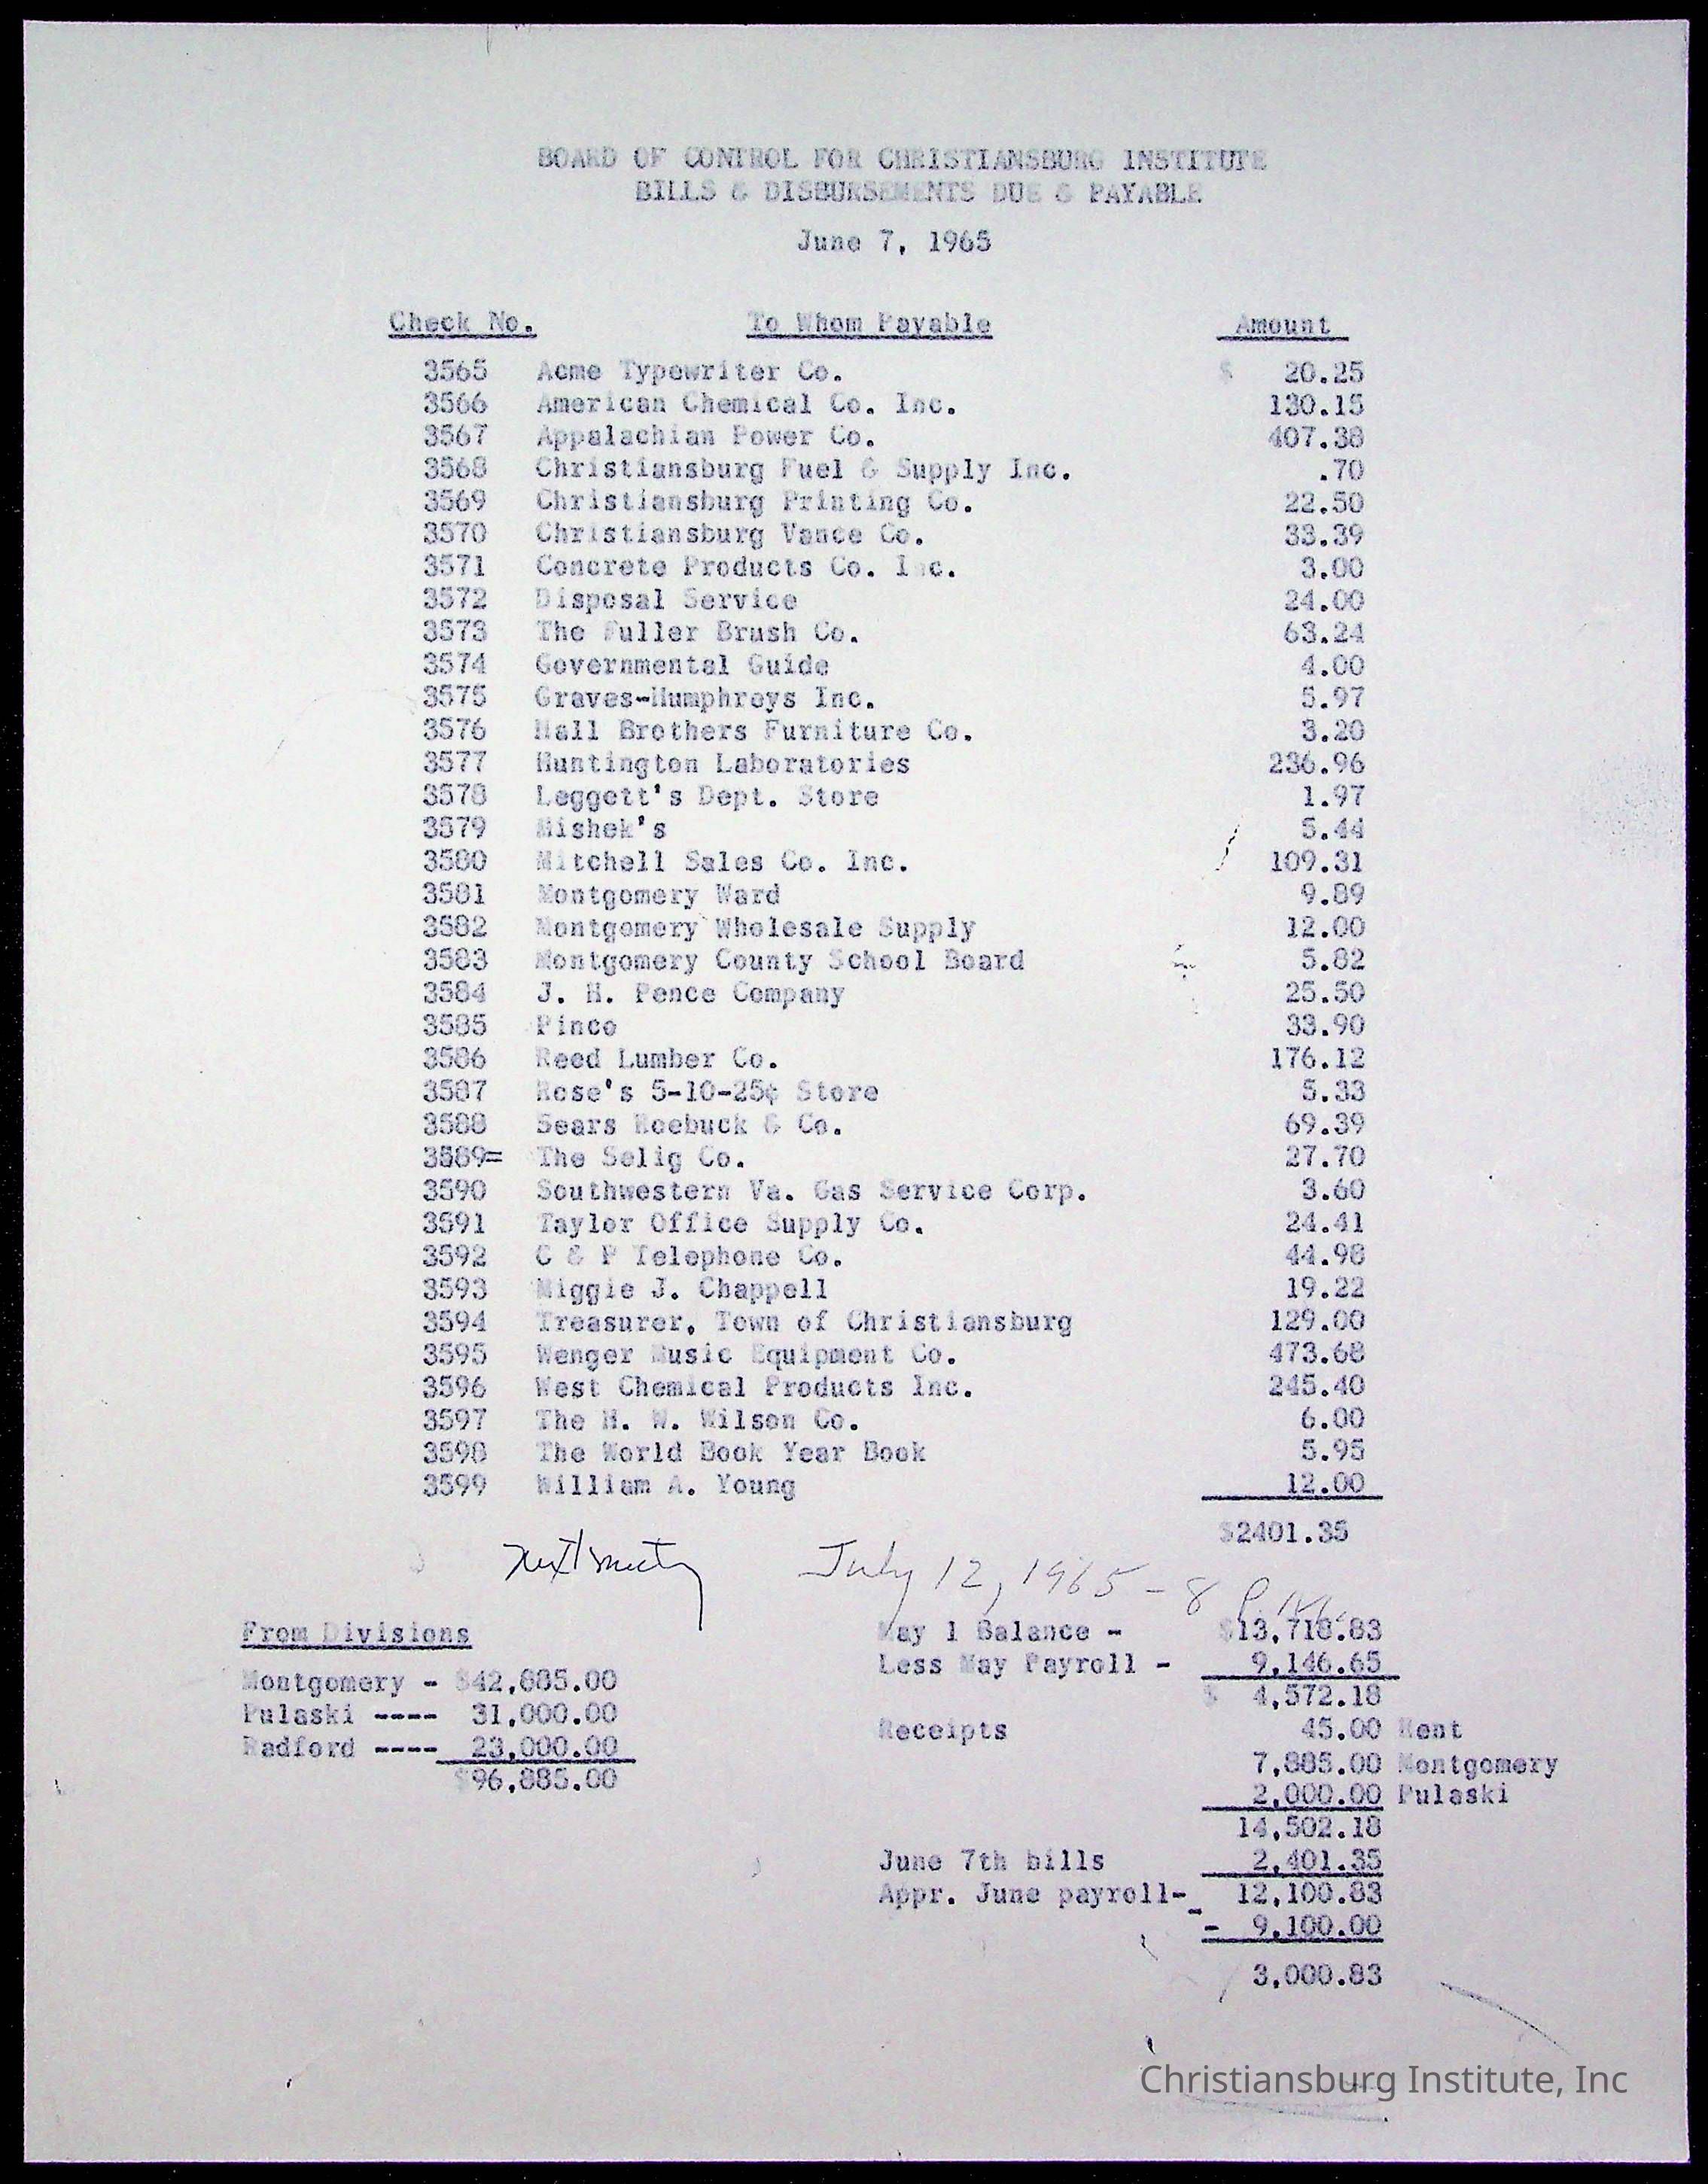 BOARD OF CONTROL FOR CHRISTIANSBURG INSTITUTE
BILLS & DISBURSEMENTS DUE & PAYABLE
June 7, 1965
Check No. To Whom Payable Amount
3565 Acme Typewriter Co. $ 20.25
3566 American Chemical Co. Inc. 130.15
3567 Appalachian Power Co. 407.38
3568 Christiansburg Fuel & Supply Inc. .70
3569 Christiansburg Printing Co. 22.50
3570 Christiansburg Vance Co. 33.39
3571 Concrete Products Co. Inc. 3.00
3572 Disposal Service 24.00
3573 The Fuller Brush Co. 63.24
3574 Governmental Guide 4.00
3575 Graves-Humphreys Inc. 5.97
3576 Hall Brothers Furniture Co. 3.20
3577 Huntington Laboratories 236.96
3578 Leggett's Dept. Store 1.97
3579 Mishek's 5.44
3580 Mitchell Sales Co. Inc. 109.31
3581 Montgomery Ward 9.89
3582 Montgomery Wholesale Supply 12.00
3583 Montgomery County School Board 5.82
3584 J. H. Pence Company 25.50
3585 Pinco 33.90
3586 Reed Lumber Co. 176.12
3587 Rose's 5-10-25¢ Store 5.33
3588 Sears Roebuck & Co. 69.39
3589= The Selig Co. 27.70
3590 Southwestern Va. Gas Service Corp. 3.60
3591 Taylor Office Supply Co. 24.41
3592 C & P Telephone Co. 44.98
3593 Miggie J. Chappell 19.22
3594 Treasurer, Town of Christiansburg 129.00
3595 Wenger Music Equipment Co. 473.68
3596 West Chemical Products Inc. 245.40
3597 The H. W. Wilson Co. 6.00
3598 The World Book Year Book 5.95
3599 William A. Young 12.00
$2401.35
Next meeting July 12, 1965 - 8 P.M.
From Divisions
Montgomery - $42,885.00
Pulaski ---- 31,000.00
Radford ---- 23,000.00
$96,885.00
May 1 Balance - $13,718.83
Less May Payroll - 9,146.65
$ 4,572.18
Receipts 45.00 Rent
7,885.00 Montgomery
2,000.00 Pulaski
14,502.18
June 7th bills 2,401.35
Appr. June payroll- 12,100.83
- 9,100.00
3,000.83
Christiansburg Institute, Inc